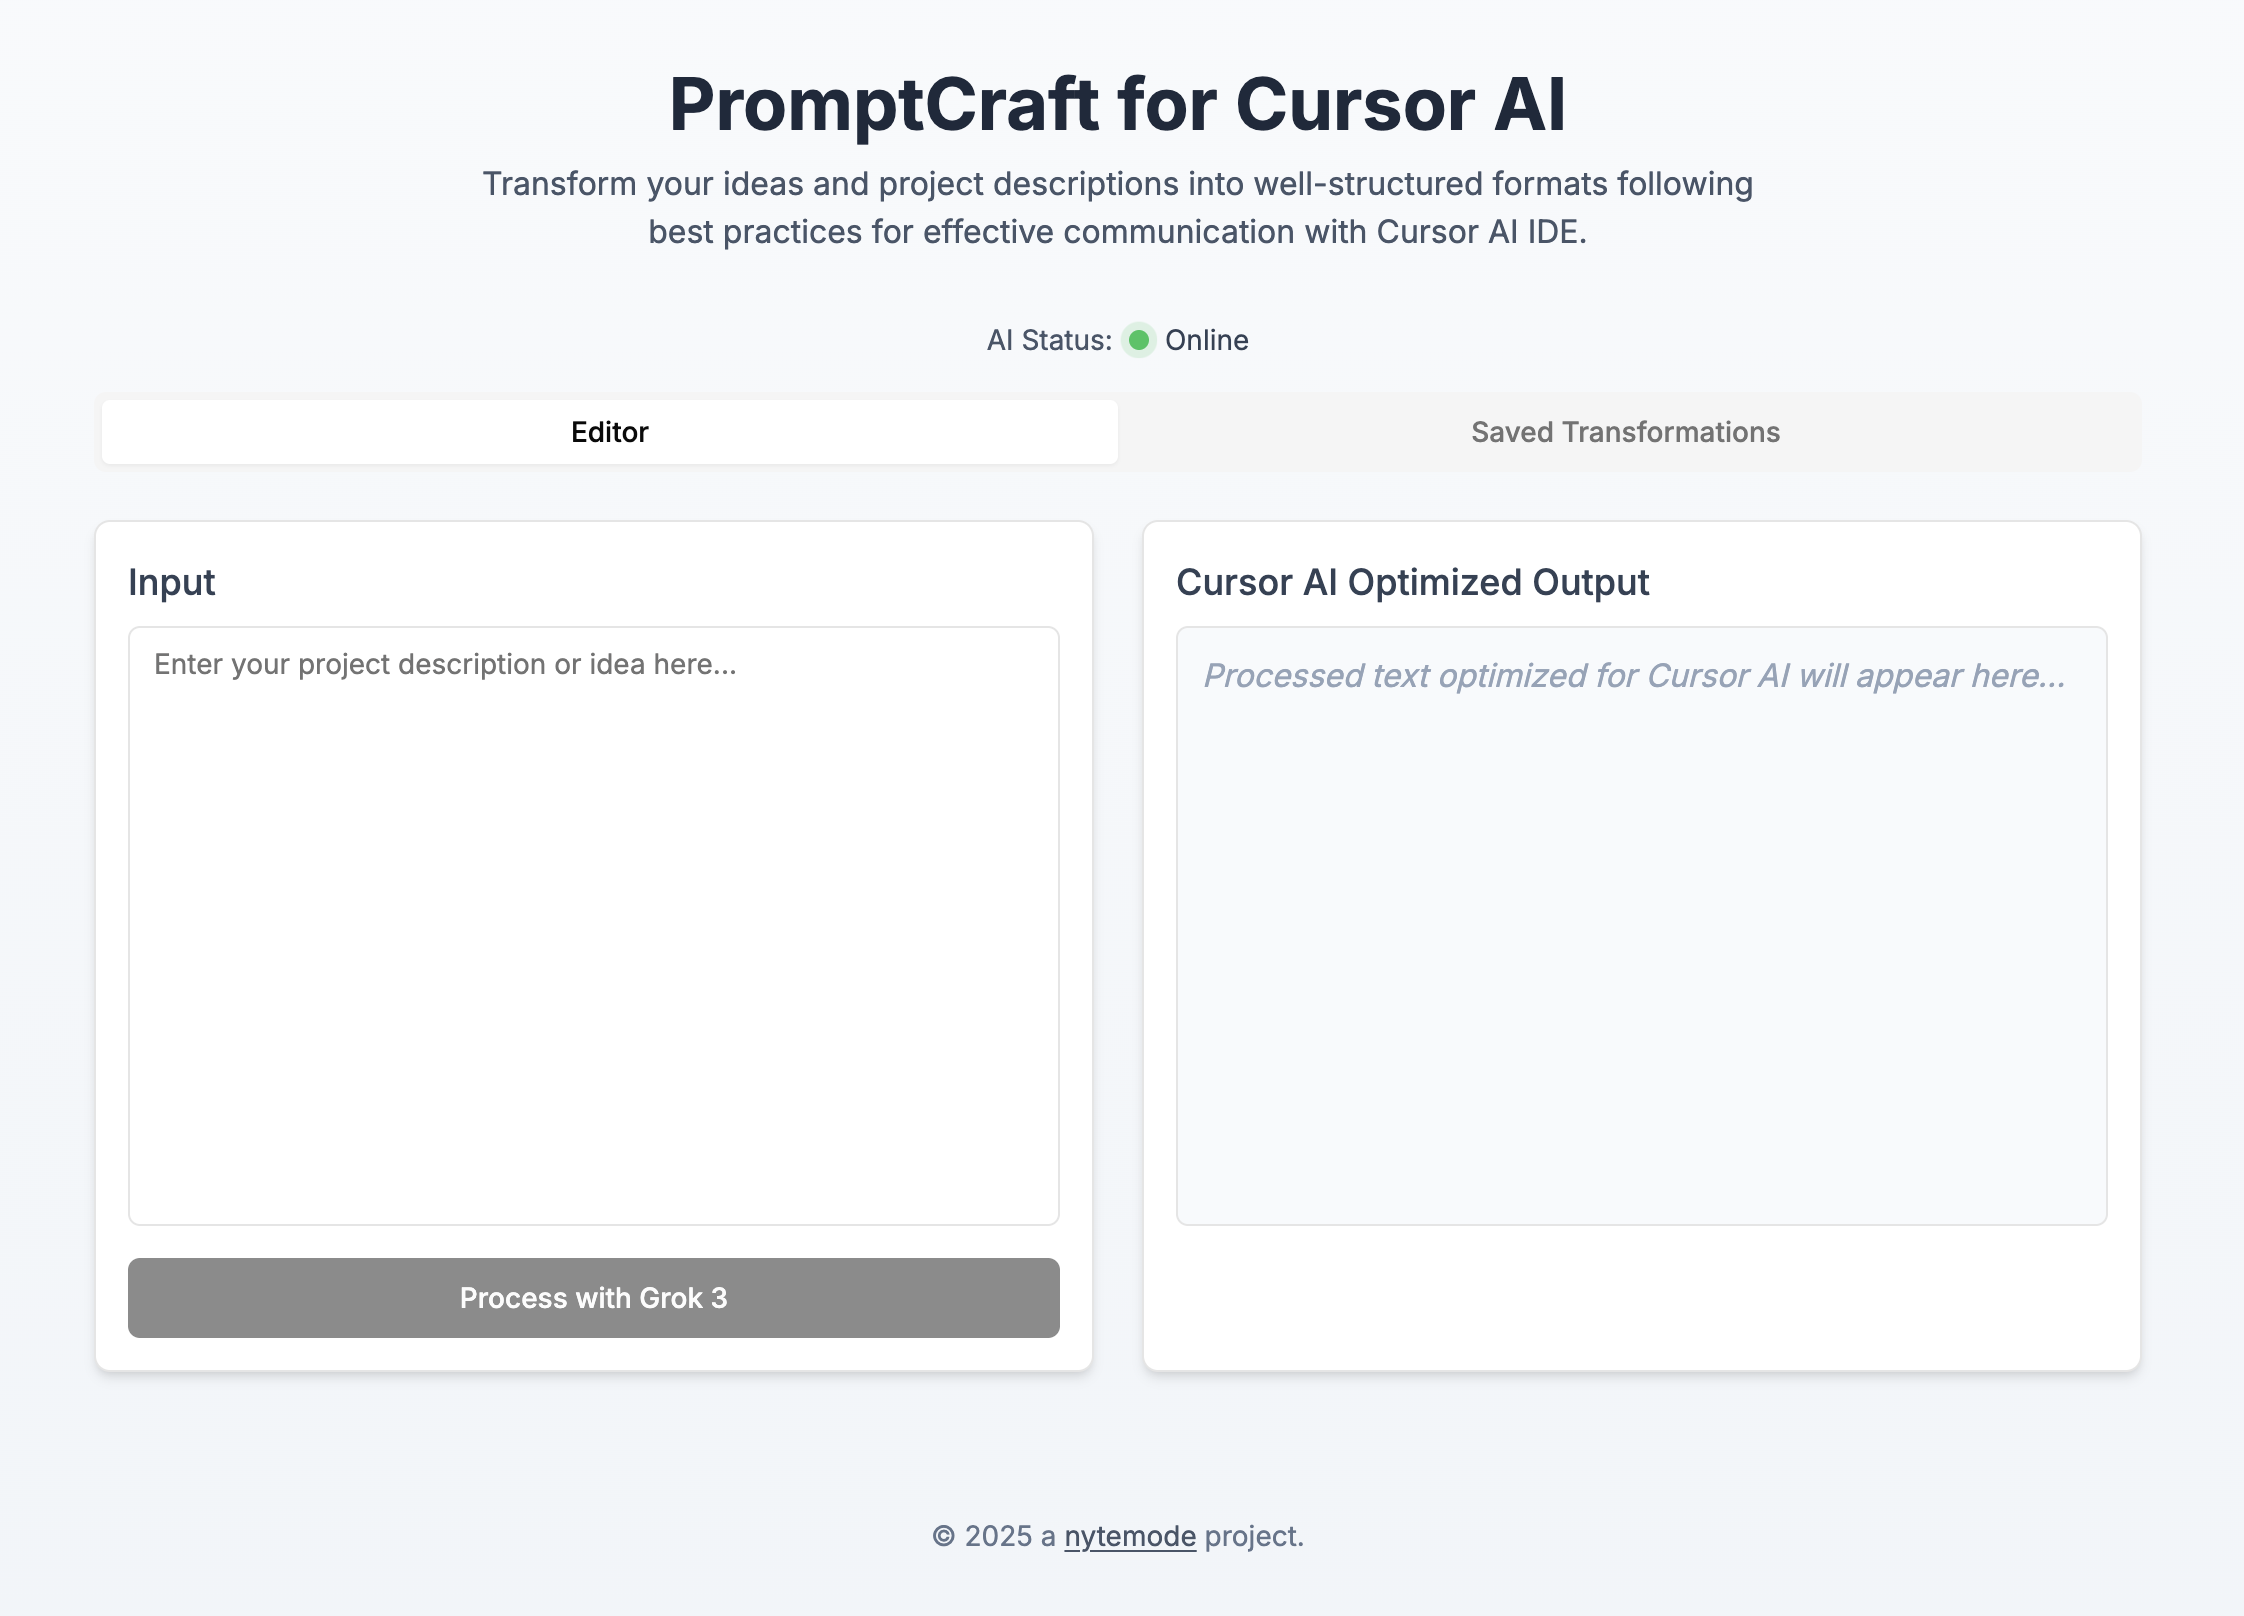 PromptCraft for Cursor AI
Transform your ideas and project descriptions into well-structured formats following
best practices for effective communication with Cursor AI IDE.
AI Status: Online
Editor
Saved Transformations
Input
Enter your project description or idea here...
Process with Grok 3
Cursor AI Optimized Output
Processed text optimized for Cursor AI will appear here...
© 2025 a nytemode project.